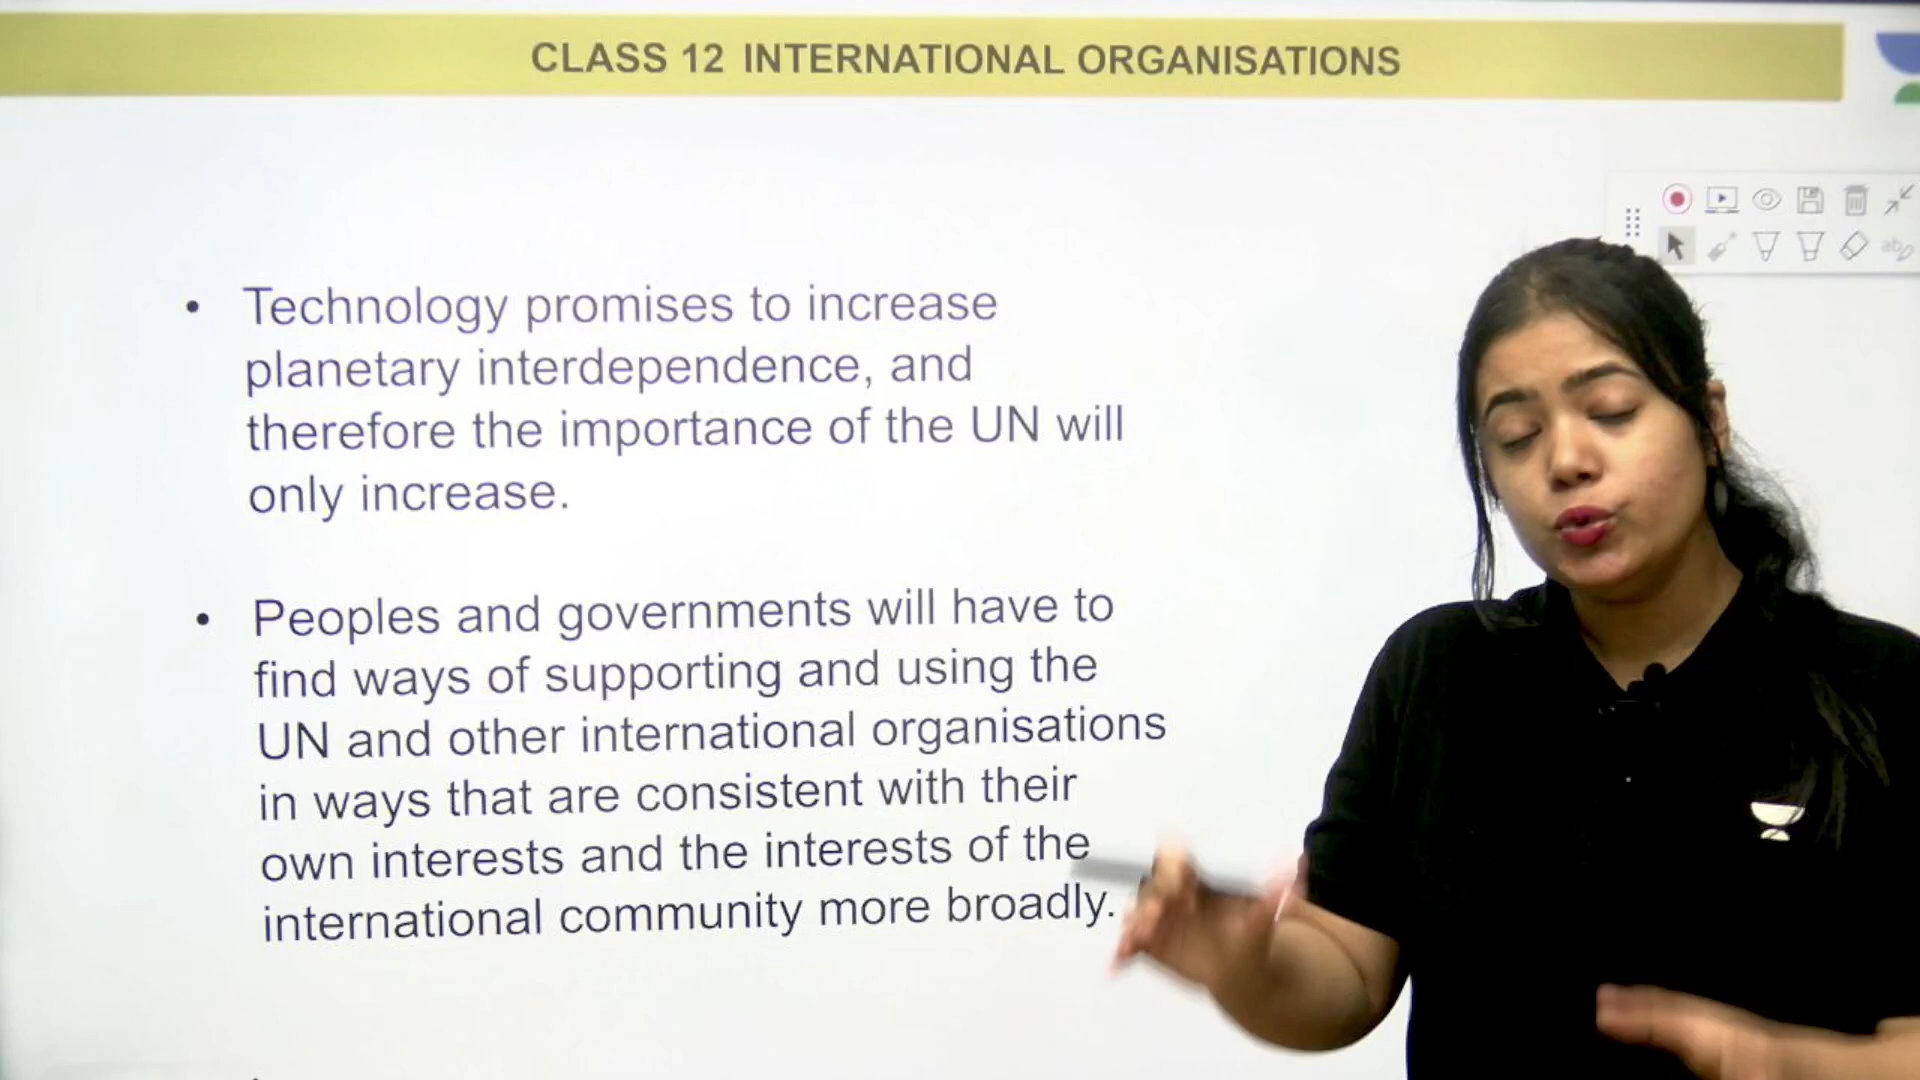 CLASS 12 INTERNATIONAL ORGANISATIONS
• Technology promises to increase
planetary interdependence, and
therefore the importance of the UN will
only increase.
• Peoples and governments will have to
find ways of supporting and using the
UN and other international organisations
in ways that are consistent with their
own interests and the interests of the
international community more broadly.